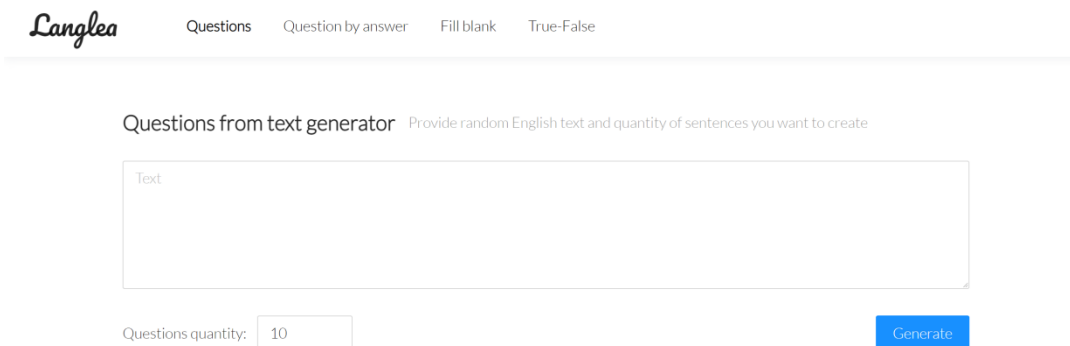 Langlea Questions Question by answer Fill blank True-False
Questions from text generator Provide random English text and quantity of sentences you want to create
Text
Questions quantity: 10 Generate